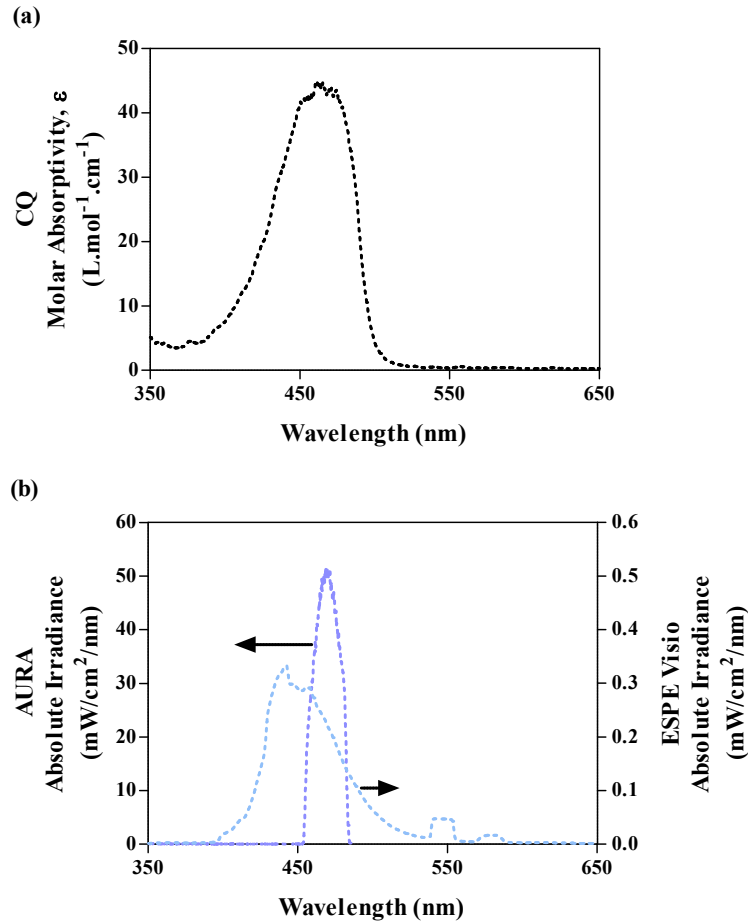 (a)
50
40
30
20
10
0
CQ
Molar Absorptivity, ε
(L.mol⁻¹.cm⁻¹)
350
450
550
650
Wavelength (nm)
(b)
60
50
40
30
20
10
0
AURA
Absolute Irradiance
(mW/cm²/nm)
0.6
0.5
0.4
0.3
0.2
0.1
0.0
ESPE Visio
Absolute Irradiance
(mW/cm²/nm)
350
450
550
650
Wavelength (nm)